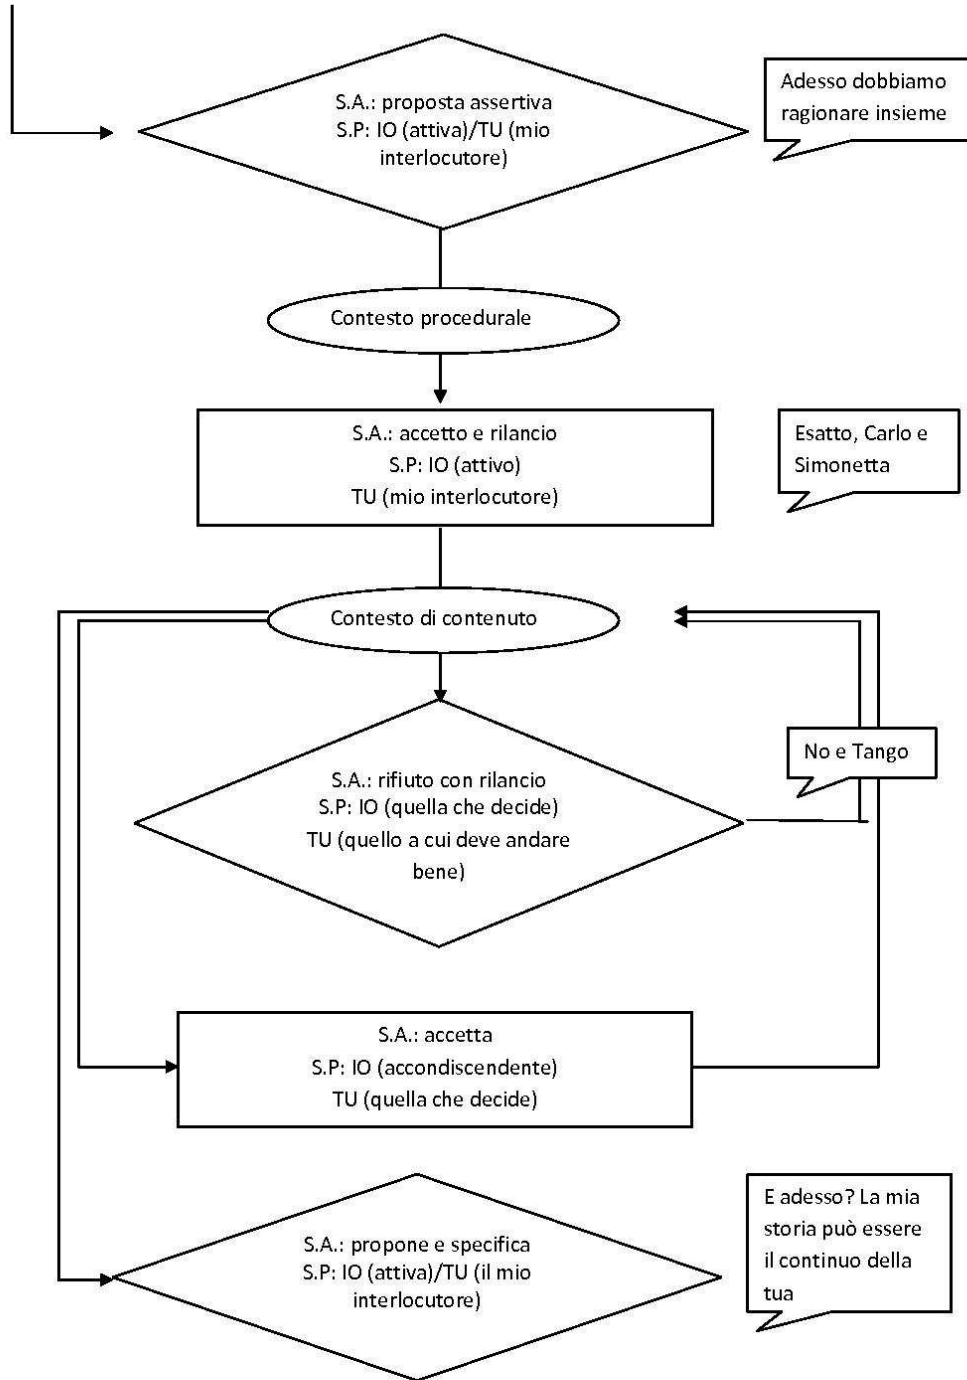 S.A.: proposta assertiva
S.P: IO (attiva)/TU (mio
interlocutore)
Adesso dobbiamo
ragionare insieme
Contesto procedurale
S.A.: accetto e rilancio
S.P: IO (attivo)
TU (mio interlocutore)
Esatto, Carlo e
Simonetta
Contesto di contenuto
S.A.: rifiuto con rilancio
S.P: IO (quella che decide)
TU (quello a cui deve andare
bene)
No e Tango
S.A.: accetta
S.P: IO (accondiscendente)
TU (quella che decide)
S.A.: propone e specifica
S.P: IO (attiva)/TU (il mio
interlocutore)
E adesso? La mia
storia può essere
il continuo della
tua